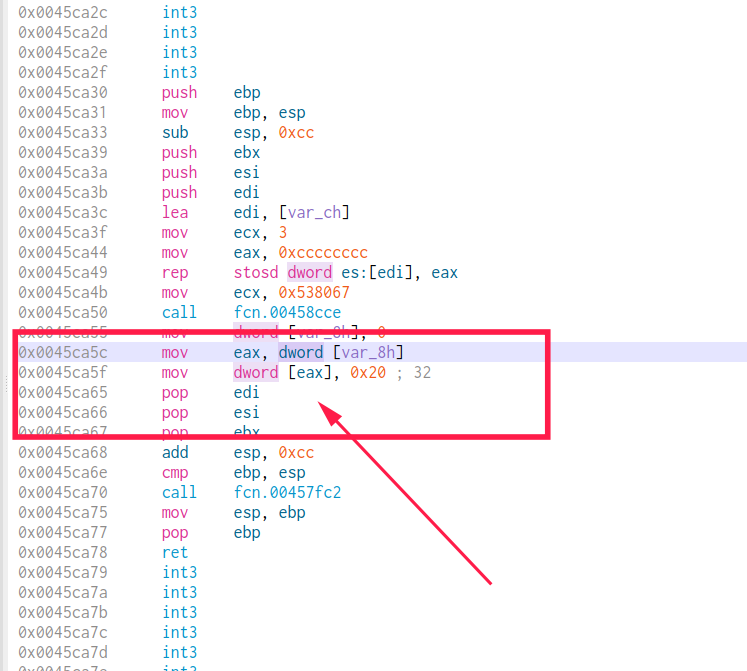 0x0045ca2c int3
0x0045ca2d int3
0x0045ca2e int3
0x0045ca2f int3
0x0045ca30 push ebp
0x0045ca31 mov ebp, esp
0x0045ca33 sub esp, 0xcc
0x0045ca39 push ebx
0x0045ca3a push esi
0x0045ca3b push edi
0x0045ca3c lea edi, [var_ch]
0x0045ca3f mov ecx, 3
0x0045ca44 mov eax, 0xcccccccc
0x0045ca49 rep stosd dword es:[edi], eax
0x0045ca4b mov ecx, 0x538067
0x0045ca50 call fcn.00458cce
0x0045ca55 mov dword [var_8h], 0
0x0045ca5c mov eax, dword [var_8h]
0x0045ca5f mov dword [eax], 0x20 ; 32
0x0045ca65 pop edi
0x0045ca66 pop esi
0x0045ca67 pop ebx
0x0045ca68 add esp, 0xcc
0x0045ca6e cmp ebp, esp
0x0045ca70 call fcn.00457fc2
0x0045ca75 mov esp, ebp
0x0045ca77 pop ebp
0x0045ca78 ret
0x0045ca79 int3
0x0045ca7a int3
0x0045ca7b int3
0x0045ca7c int3
0x0045ca7d int3
int3